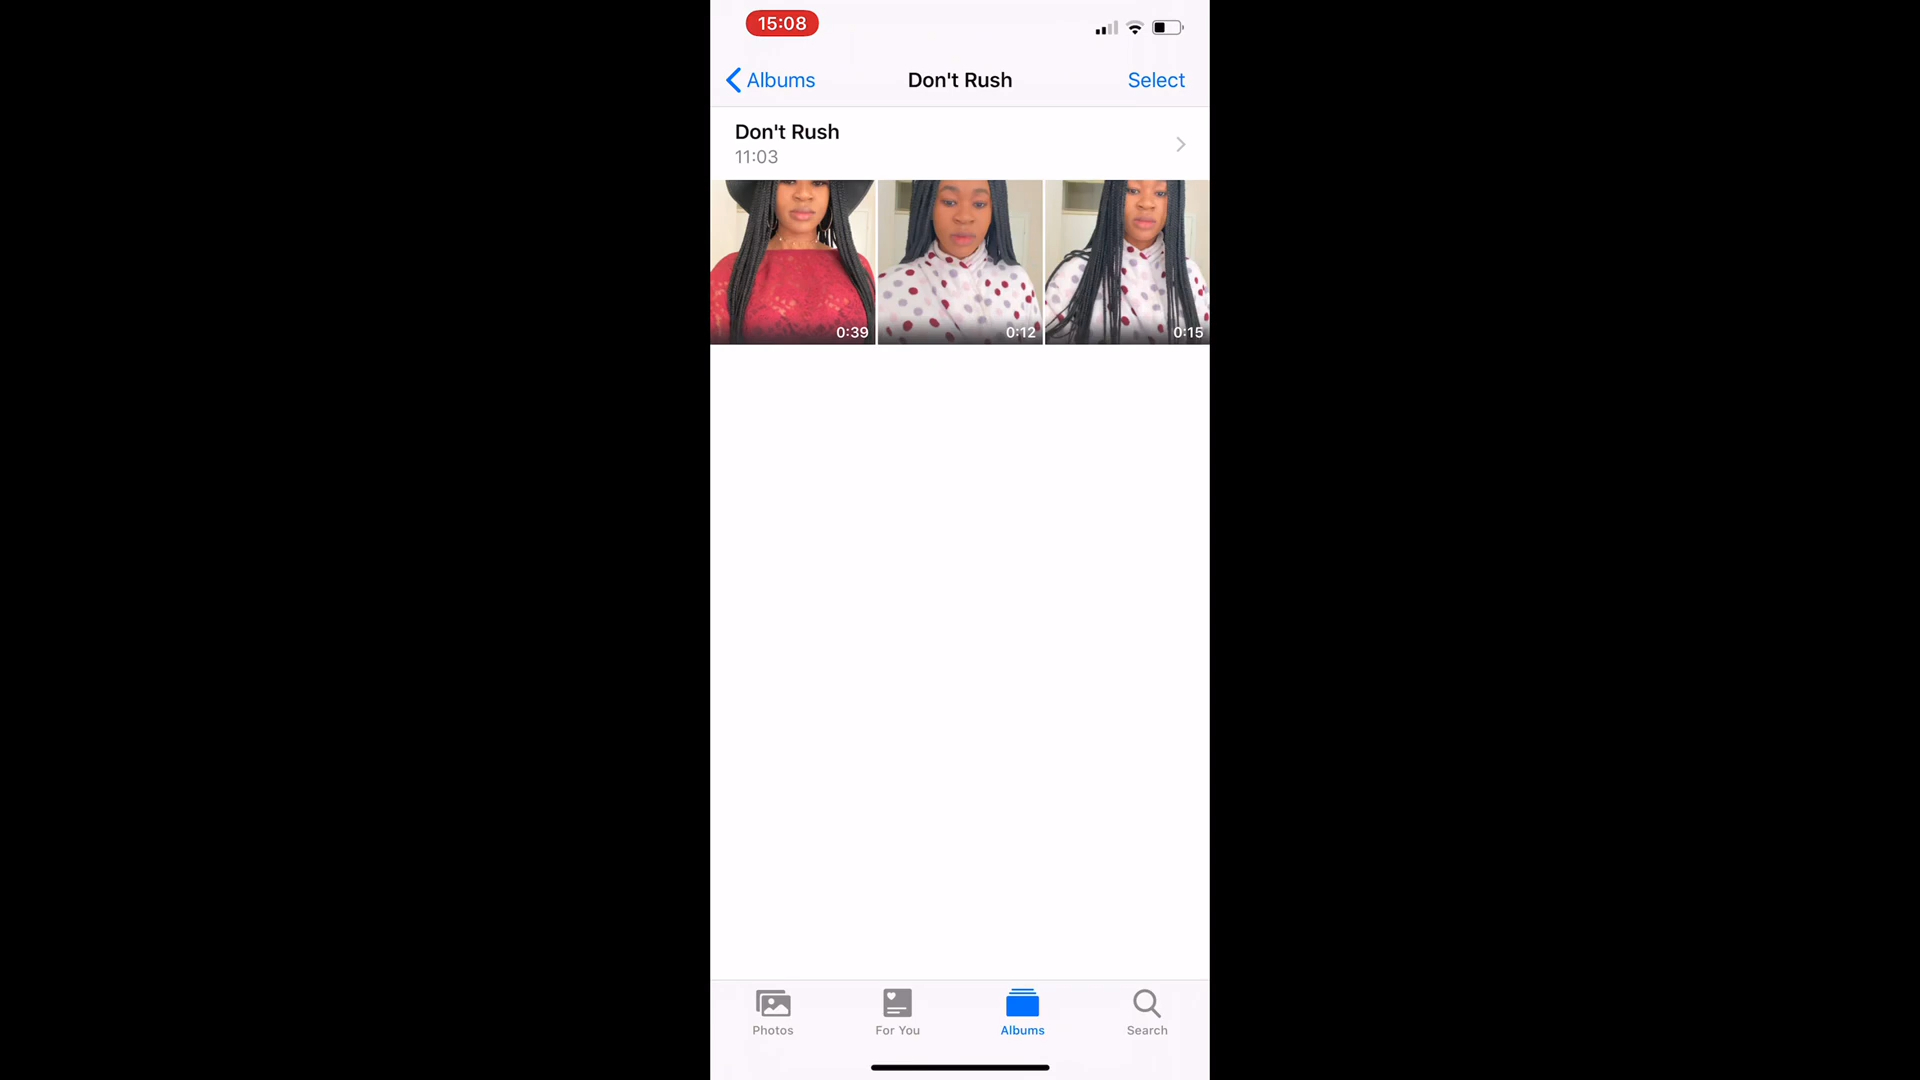 15:08
Albums
Don't Rush
Select
Don't Rush
11:03
0:39
0:12
0:15
Photos
For You
Albums
Search